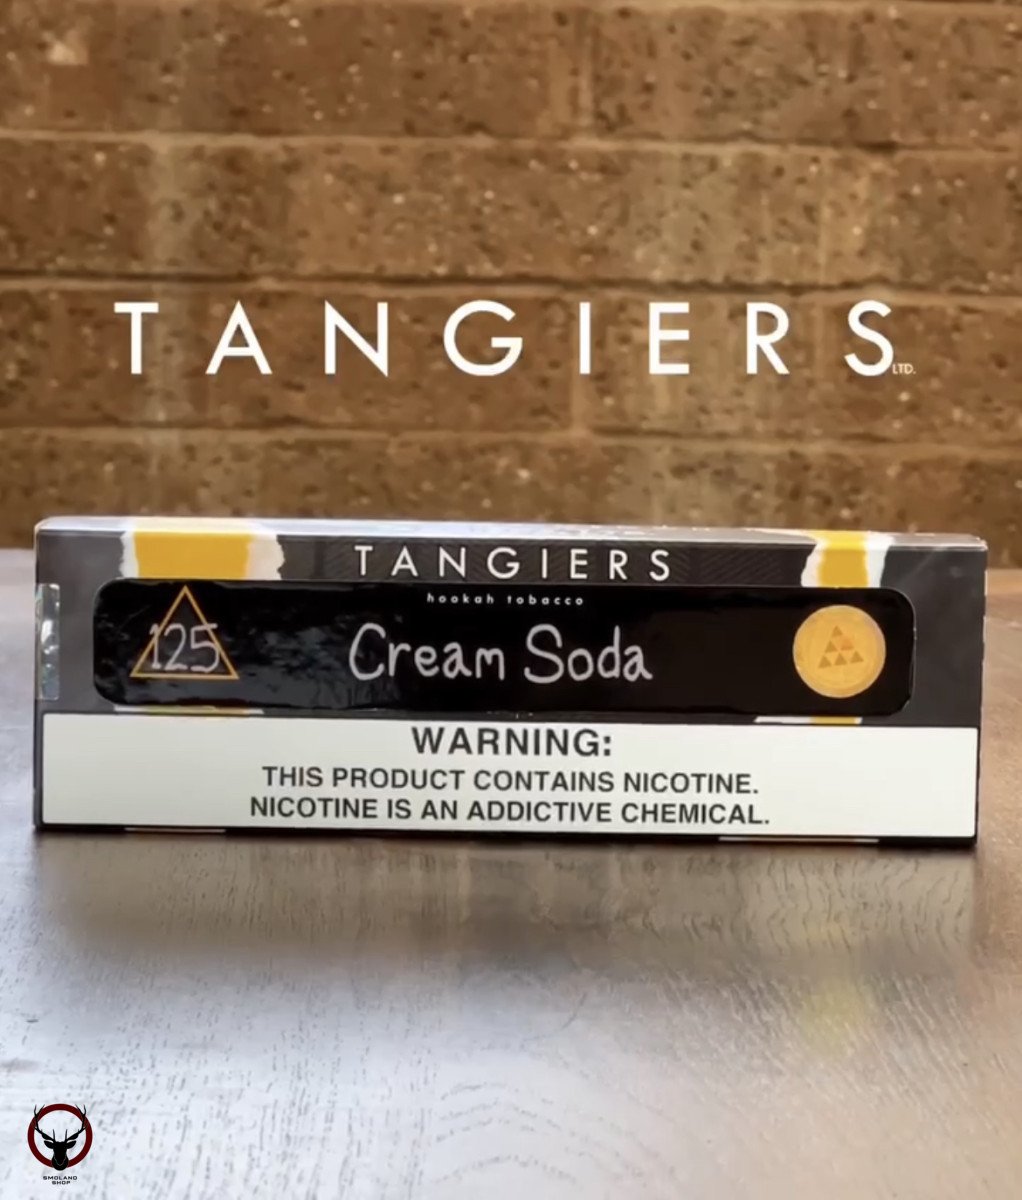 TANGIERS LTD.
TANGIERS
hookah tobacco
125
Cream Soda
WARNING:
THIS PRODUCT CONTAINS NICOTINE.
NICOTINE IS AN ADDICTIVE CHEMICAL.
SMOLAND
SHOP